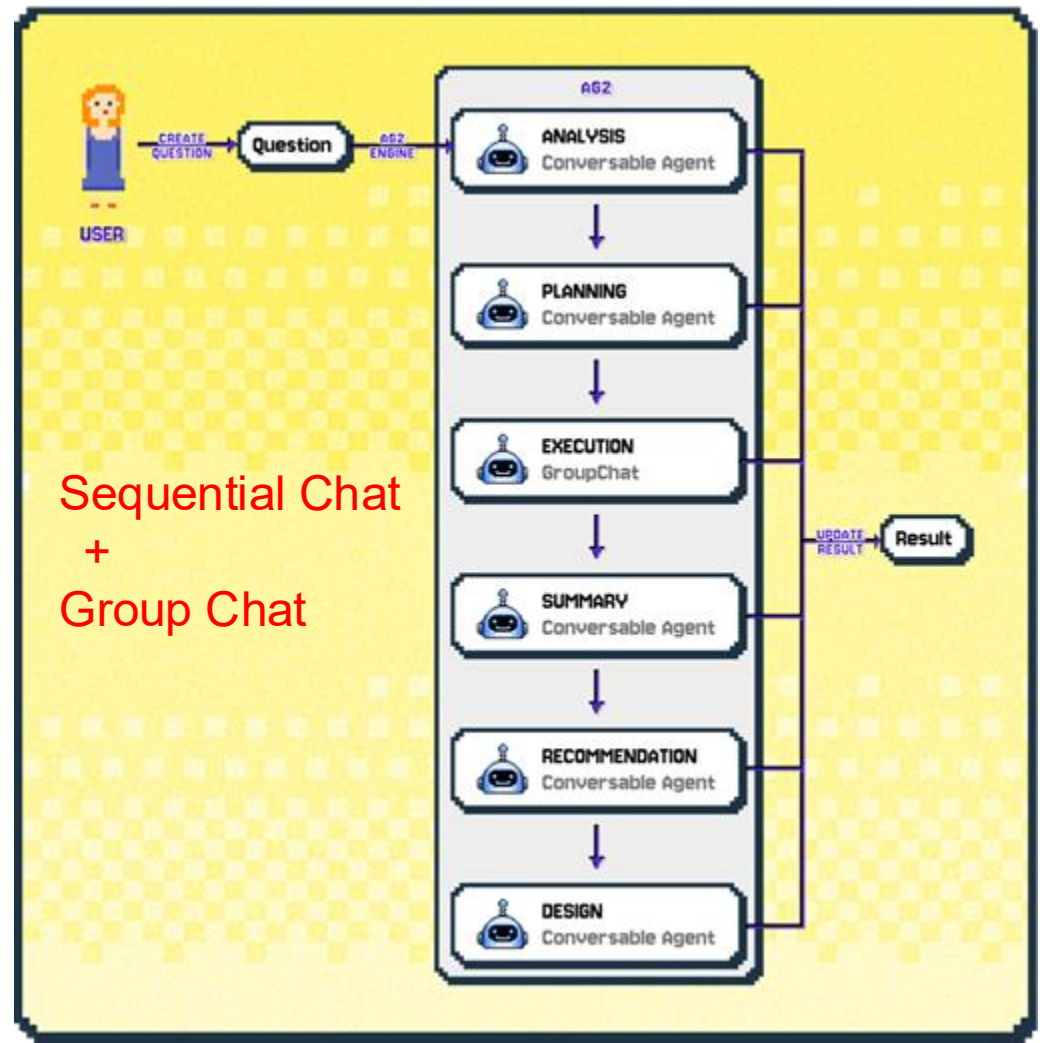 AG2
ANALYSIS
Conversable Agent
CREATE
QUESTION
Question
AG2
ENGINE
USER
PLANNING
Conversable Agent
EXECUTION
GroupChat
Sequential Chat
+
Group Chat
UPDATE
RESULT
Result
SUMMARY
Conversable Agent
RECOMMENDATION
Conversable Agent
DESIGN
Conversable Agent